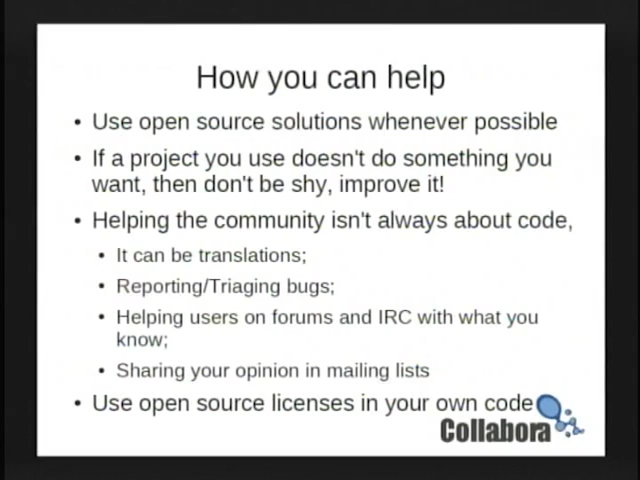 How you can help
• Use open source solutions whenever possible
• If a project you use doesn't do something you
want, then don't be shy, improve it!
• Helping the community isn't always about code,
• It can be translations;
• Reporting/Triaging bugs;
• Helping users on forums and IRC with what you
know;
• Sharing your opinion in mailing lists
• Use open source licenses in your own code
Collabora